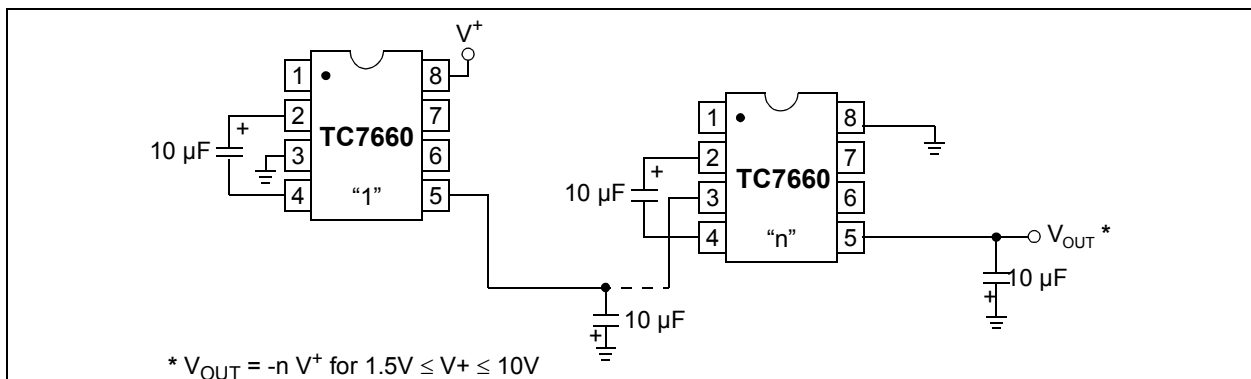 V+
1 8
2 TC7660 7
+
10 µF
3 6
4 "1" 5
1 8
2 TC7660 7
+
10 µF
3 6
4 "n" 5
VOUT *
10 µF
+
10 µF
+
* VOUT = -n V+ for 1.5V ≤ V+ ≤ 10V